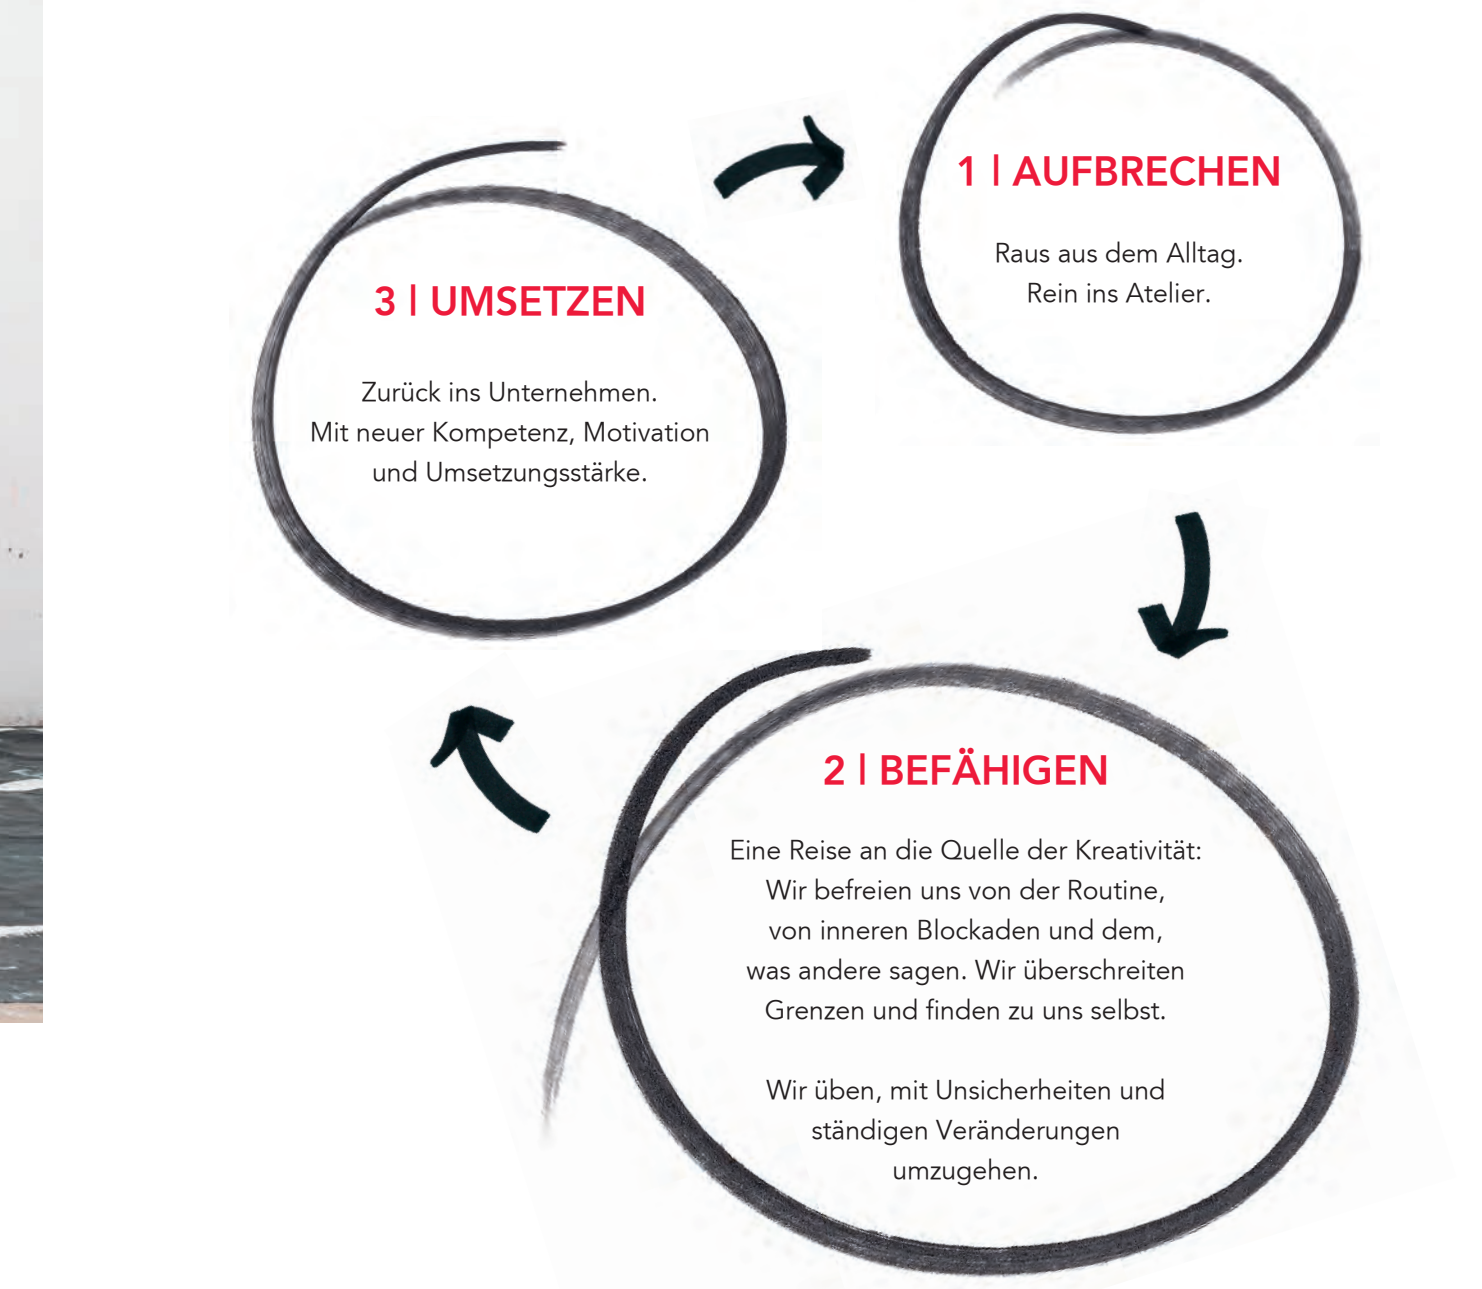 1 | AUFBRECHEN
Raus aus dem Alltag.
Rein ins Atelier.
2 | BEFÄHIGEN
Eine Reise an die Quelle der Kreativität:
Wir befreien uns von der Routine,
von inneren Blockaden und dem,
was andere sagen. Wir überschreiten
Grenzen und finden zu uns selbst.
Wir üben, mit Unsicherheiten und
ständigen Veränderungen
umzugehen.
3 | UMSETZEN
Zurück ins Unternehmen.
Mit neuer Kompetenz, Motivation
und Umsetzungsstärke.